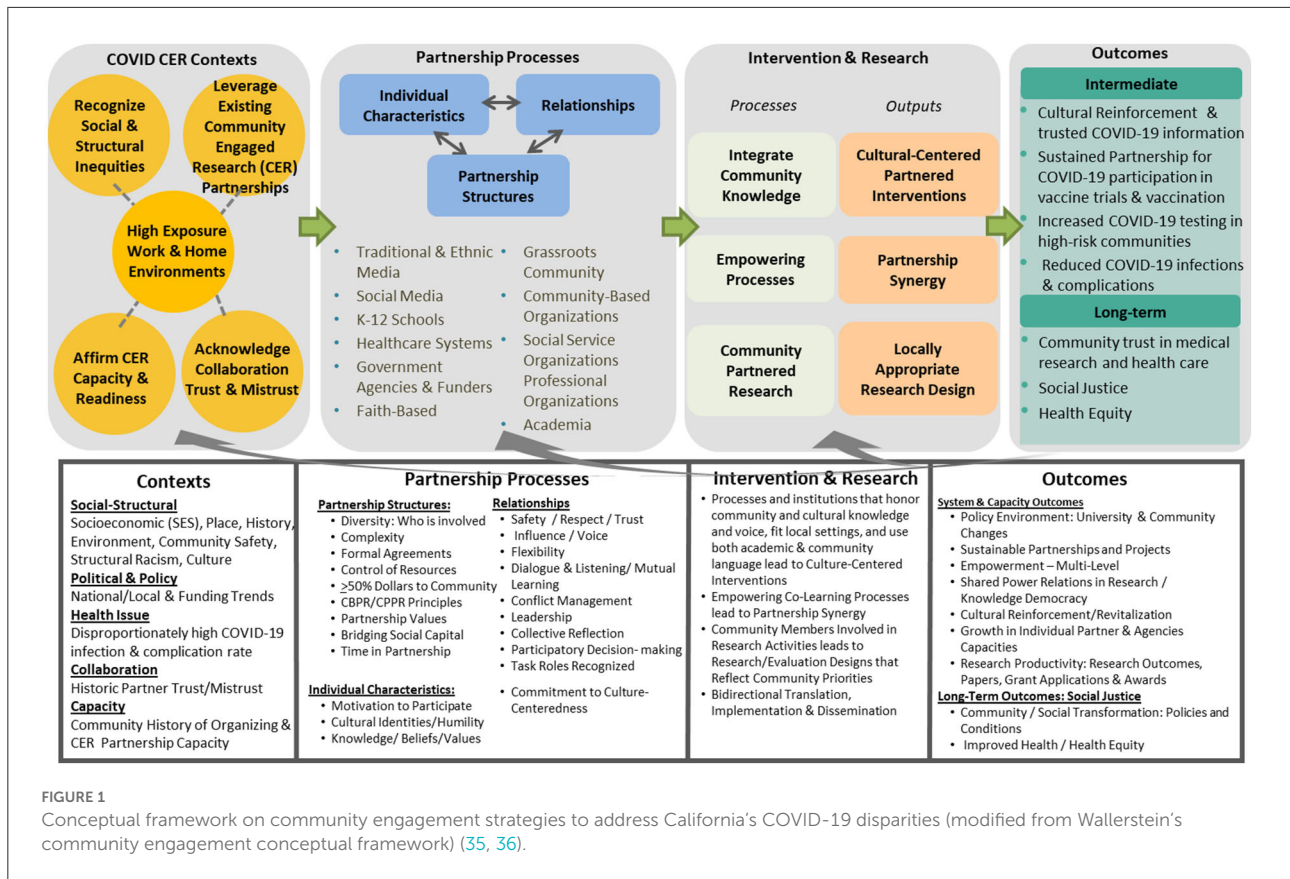 COVID CER Contexts
Recognize
Social &
Structural
Inequities
Leverage
Existing
Community
Engaged
Research (CER)
Partnerships
High Exposure
Work & Home
Environments
Affirm CER
Capacity &
Readiness
Acknowledge
Collaboration
Trust & Mistrust
Partnership Processes
Individual
Characteristics
Relationships
Partnership
Structures
• Traditional & Ethnic
Media
• Social Media
• K-12 Schools
• Healthcare Systems
• Government
Agencies & Funders
• Faith-Based
• Grassroots
Community
• Community-Based
Organizations
• Social Service
Organizations
Professional
Organizations
• Academia
Intervention & Research
Processes
Outputs
Integrate
Community
Knowledge
Cultural-Centered
Partnered
Interventions
Empowering
Processes
Partnership
Synergy
Community
Partnered
Research
Locally
Appropriate
Research Design
Outcomes
Intermediate
• Cultural Reinforcement &
trusted COVID-19 information
• Sustained Partnership for
COVID-19 participation in
vaccine trials & vaccination
• Increased COVID-19 testing in
high-risk communities
• Reduced COVID-19 infections
& complications
Long-term
• Community trust in medical
research and health care
• Social Justice
• Health Equity
Contexts
Social-Structural
Socioeconomic (SES), Place, History,
Environment, Community Safety,
Structural Racism, Culture
Political & Policy
National/Local & Funding Trends
Health Issue
Disproportionately high COVID-19
infection & complication rate
Collaboration
Historic Partner Trust/Mistrust
Capacity
Community History of Organizing &
CER Partnership Capacity
Partnership Processes
Partnership Structures:
• Diversity: Who is involved
• Complexity
• Formal Agreements
• Control of Resources
• ≥50% Dollars to Community
• CBPR/CPPR Principles
• Partnership Values
• Bridging Social Capital
• Time in Partnership
Individual Characteristics:
• Motivation to Participate
• Cultural Identities/Humility
• Knowledge/ Beliefs/Values
Relationships
• Safety / Respect / Trust
• Influence / Voice
• Flexibility
• Dialogue & Listening/ Mutual
Learning
• Conflict Management
• Leadership
• Collective Reflection
• Participatory Decision- making
• Task Roles Recognized
• Commitment to Culture-
Centeredness
Intervention & Research
• Processes and institutions that honor
community and cultural knowledge
and voice, fit local settings, and use
both academic & community
language lead to Culture-Centered
Interventions
• Empowering Co-Learning Processes
lead to Partnership Synergy
• Community Members Involved in
Research Activities leads to
Research/Evaluation Designs that
Reflect Community Priorities
• Bidirectional Translation,
Implementation & Dissemination
Outcomes
System & Capacity Outcomes
• Policy Environment: University & Community
Changes
• Sustainable Partnerships and Projects
• Empowerment – Multi-Level
• Shared Power Relations in Research /
Knowledge Democracy
• Cultural Reinforcement/Revitalization
• Growth in Individual Partner & Agencies
Capacities
• Research Productivity: Research Outcomes,
Papers, Grant Applications & Awards
Long-Term Outcomes: Social Justice
• Community / Social Transformation: Policies and
Conditions
• Improved Health / Health Equity
FIGURE 1
Conceptual framework on community engagement strategies to address California's COVID-19 disparities (modified from Wallerstein's
community engagement conceptual framework) (35, 36).